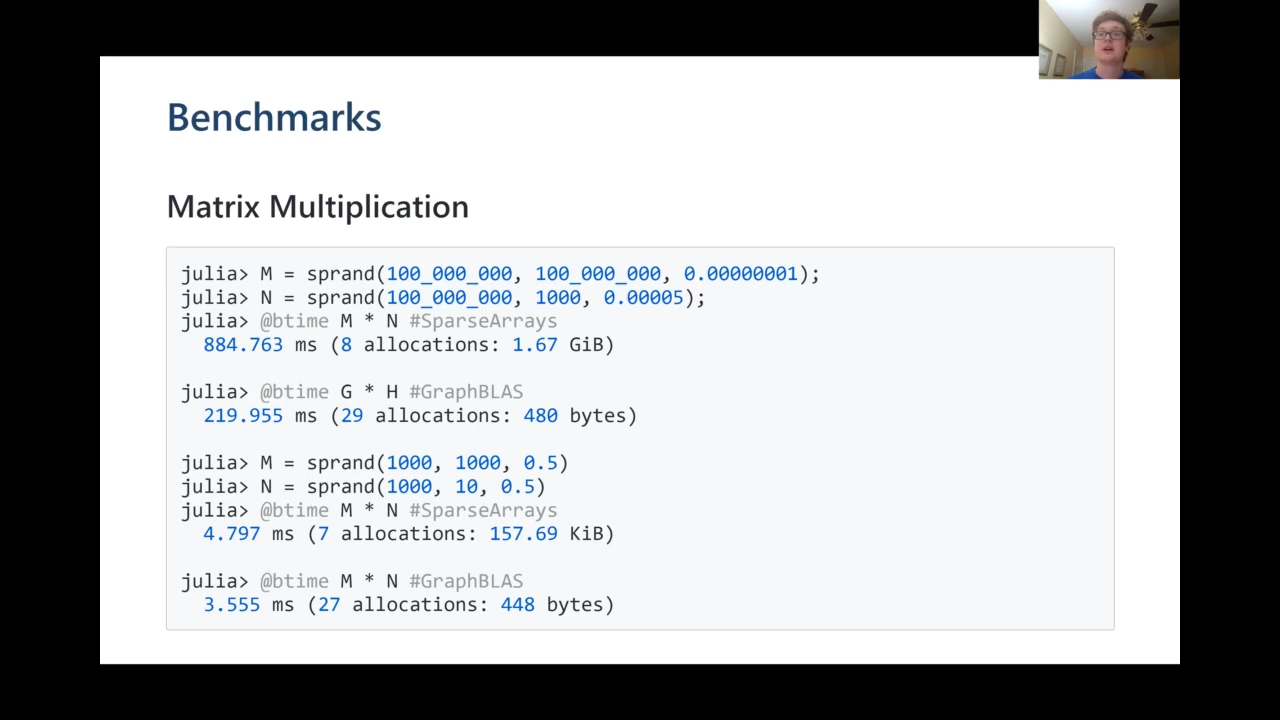 Benchmarks
Matrix Multiplication
julia> M = sprand(100_000_000, 100_000_000, 0.00000001);
julia> N = sprand(100_000_000, 1000, 0.00005);
julia> @btime M * N #SparseArrays
  884.763 ms (8 allocations: 1.67 GiB)
julia> @btime G * H #GraphBLAS
  219.955 ms (29 allocations: 480 bytes)
julia> M = sprand(1000, 1000, 0.5)
julia> N = sprand(1000, 10, 0.5)
julia> @btime M * N #SparseArrays
  4.797 ms (7 allocations: 157.69 KiB)
julia> @btime M * N #GraphBLAS
  3.555 ms (27 allocations: 448 bytes)